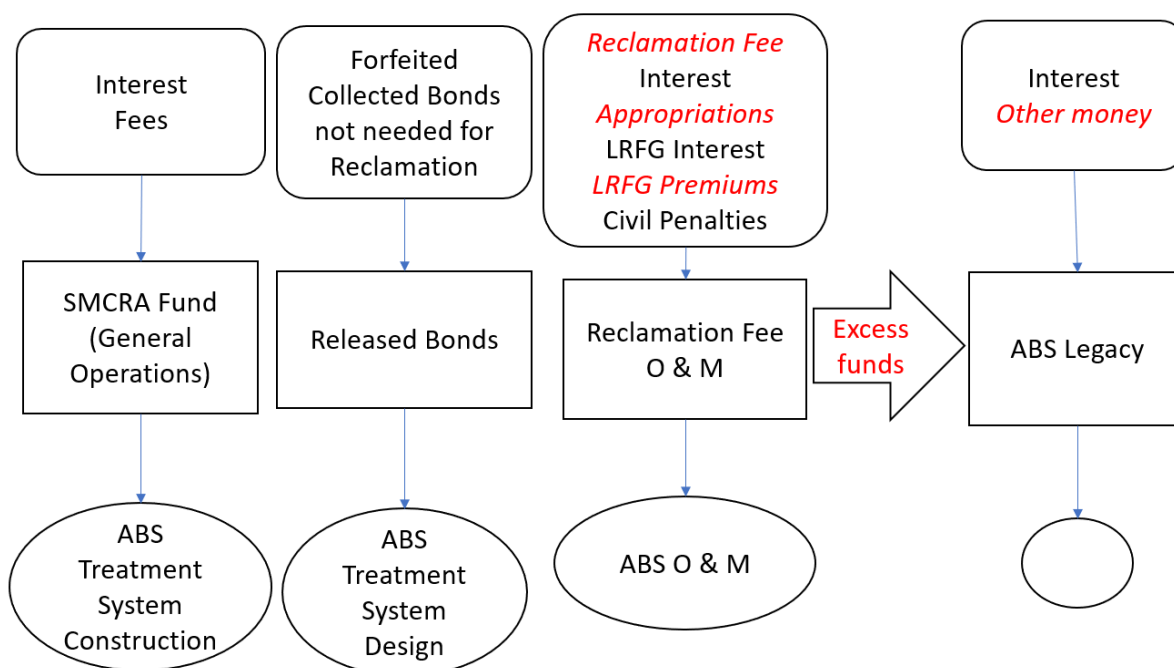 Interest
Fees
Forfeited
Collected Bonds
not needed for
Reclamation
Reclamation Fee
Interest
Appropriations
LRFG Interest
LRFG Premiums
Civil Penalties
Interest
Other money
SMCRA Fund
(General
Operations)
Released Bonds
Reclamation Fee
O & M
Excess
funds
ABS Legacy
ABS
Treatment
System
Construction
ABS
Treatment
System
Design
ABS O & M